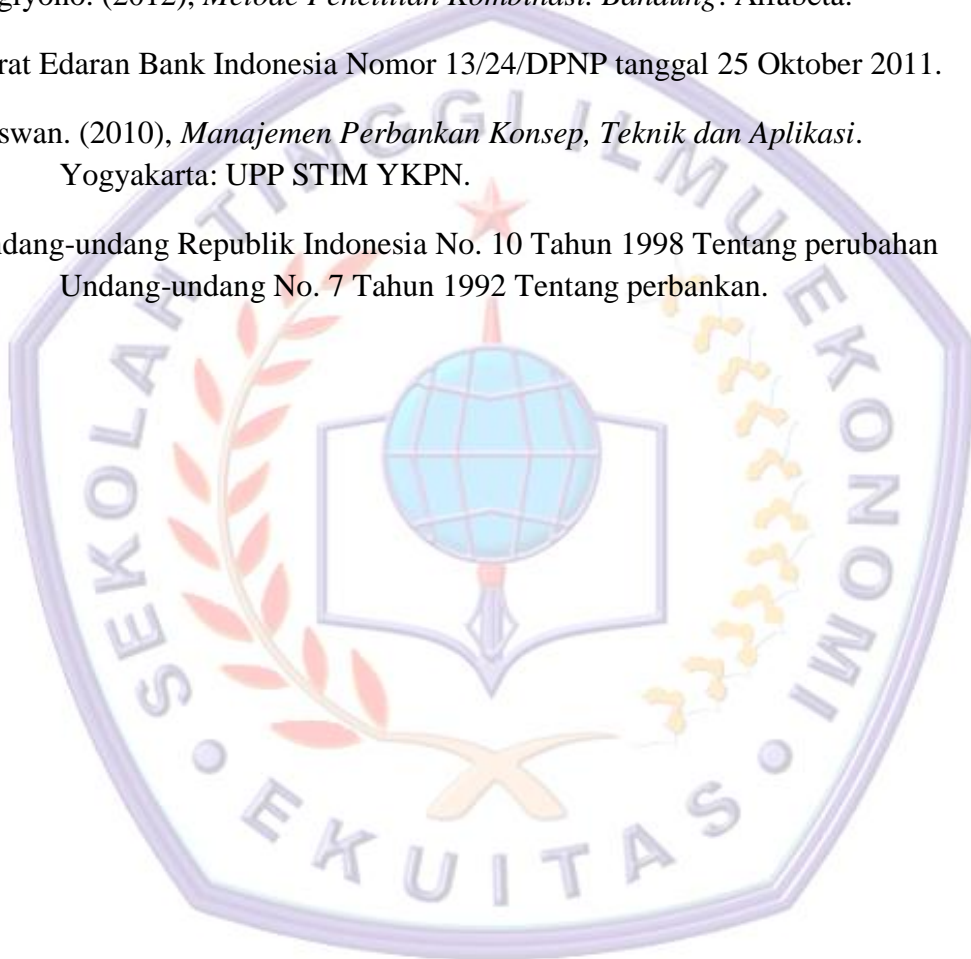 giyono. (2012), Metode Penelitian Kombinasi. Bandung: Alfabeta.
rat Edaran Bank Indonesia Nomor 13/24/DPNP tanggal 25 Oktober 2011.
swan. (2010), Manajemen Perbankan Konsep, Teknik dan Aplikasi.
Yogyakarta: UPP STIM YKPN.
ndang-undang Republik Indonesia No. 10 Tahun 1998 Tentang perubahan
Undang-undang No. 7 Tahun 1992 Tentang perbankan.
SEKOLAH TINGGI ILMU EKONOMI
EKUITAS